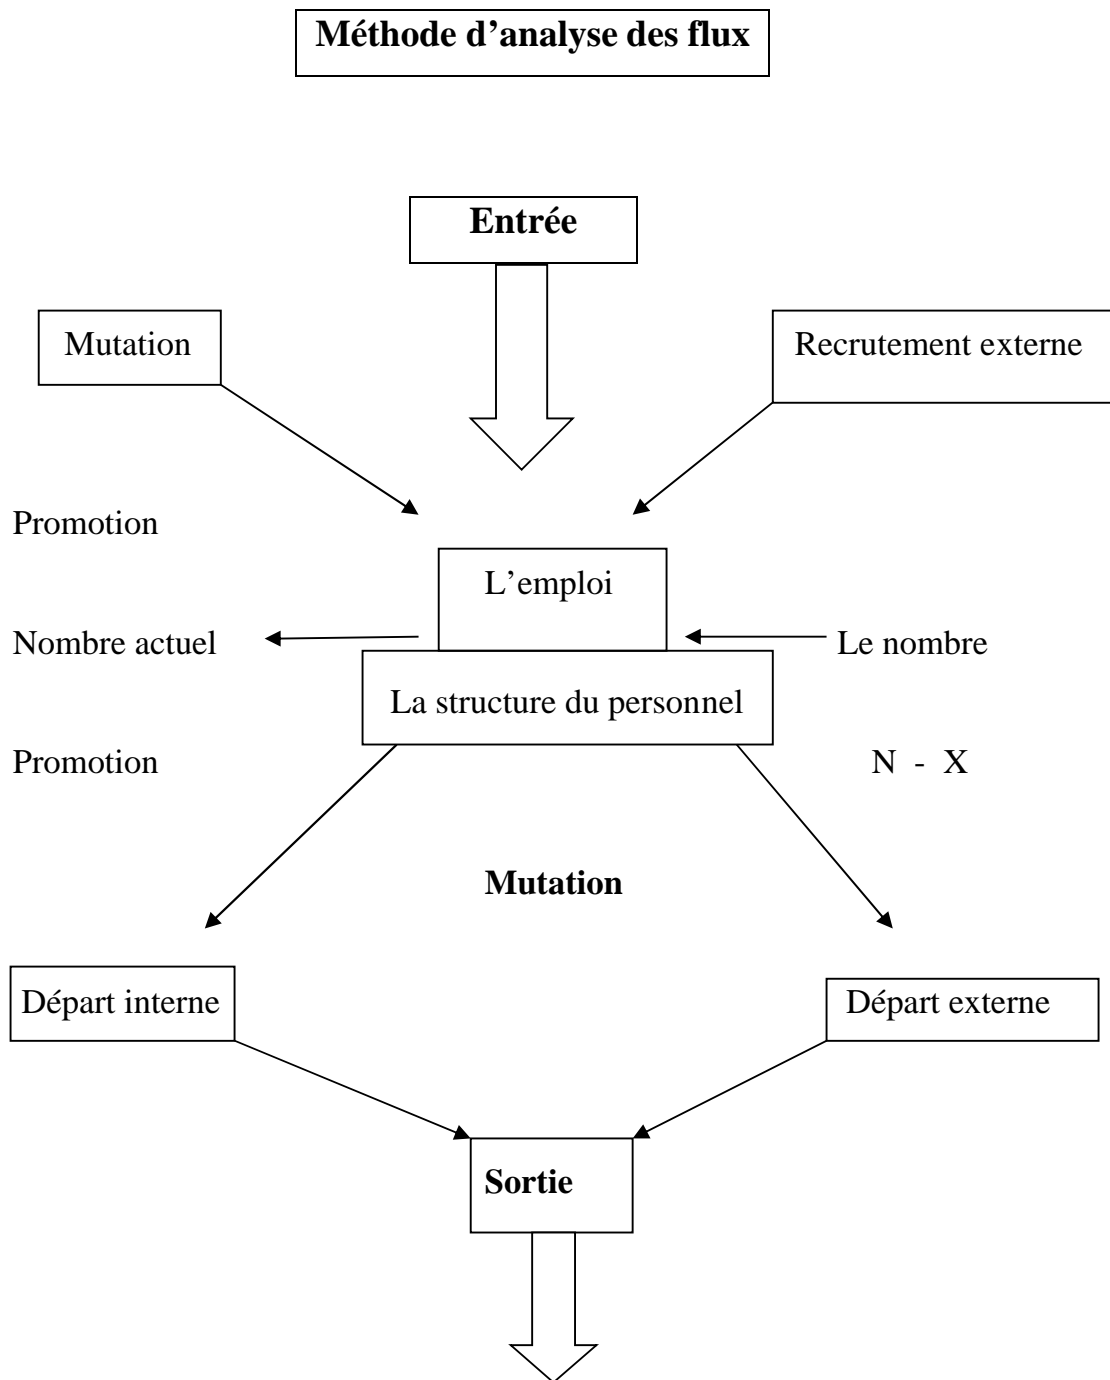 Méthode d’analyse des flux
Entrée
Mutation
Recrutement externe
Promotion
L’emploi
Nombre actuel
Le nombre
La structure du personnel
Promotion
N - X
Mutation
Départ interne
Départ externe
Sortie